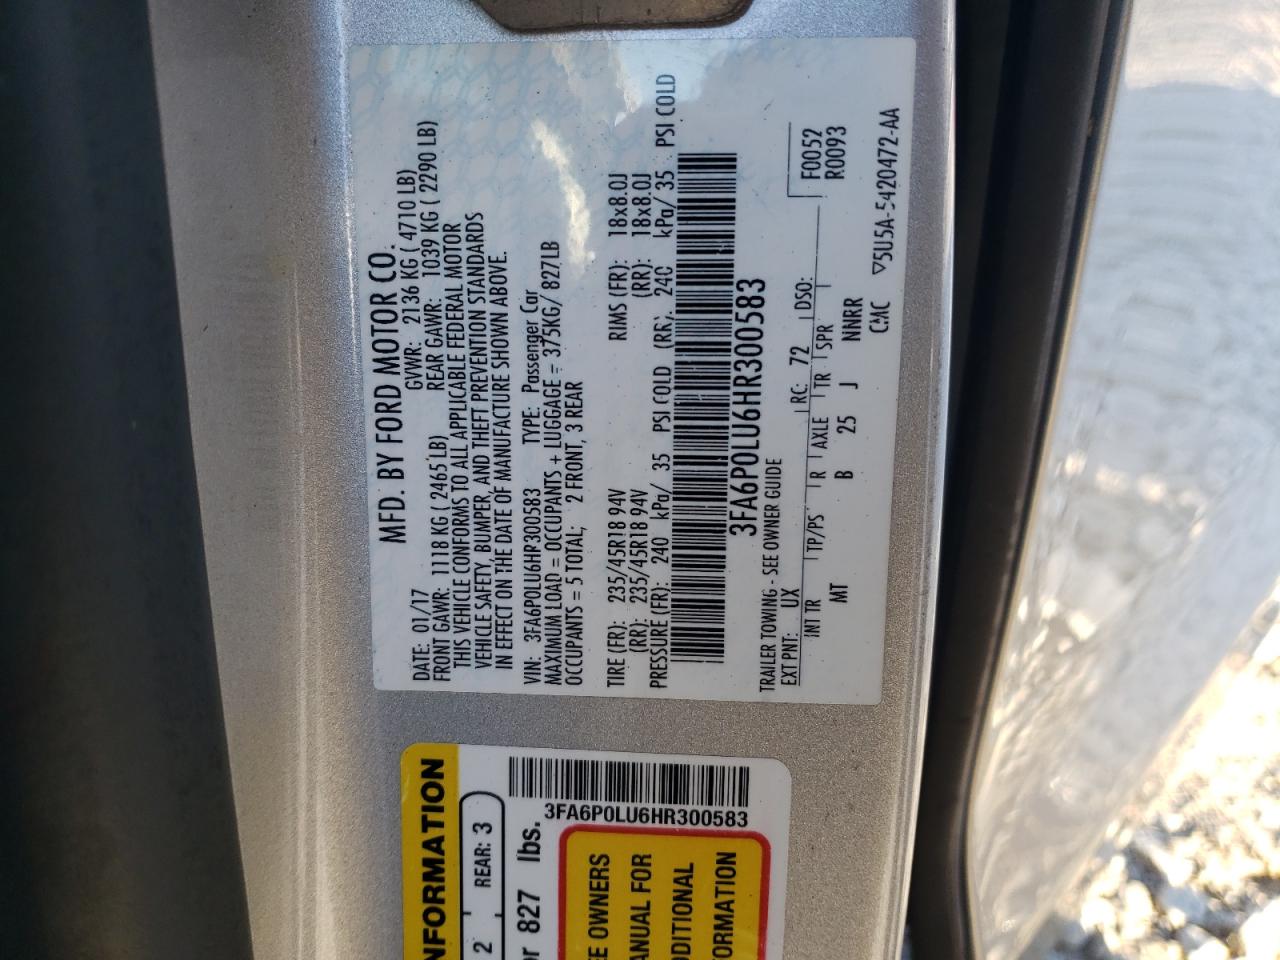 MFD. BY FORD MOTOR CO.
DATE: 01/17 GVWR: 2136 KG ( 4710 LB)
FRONT GAWR: 1118 KG ( 2465 LB) REAR GAWR: 1039 KG ( 2290 LB)
THIS VEHICLE CONFORMS TO ALL APPLICABLE FEDERAL MOTOR
VEHICLE SAFETY, BUMPER, AND THEFT PREVENTION STANDARDS
IN EFFECT ON THE DATE OF MANUFACTURE SHOWN ABOVE.
VIN: 3FA6P0LU6HR300583 TYPE: Passenger Car
MAXIMUM LOAD = OCCUPANTS + LUGGAGE = 375KG/ 827LB
OCCUPANTS = 5 TOTAL; 2 FRONT, 3 REAR
TIRE (FR): 235/45R18 94V RIMS (FR): 18x8.0J
(RR): 235/45R18 94V (RR): 18x8.0J
PRESSURE (FR): 240 kPa/ 35 PSI COLD (RR): 240 kPa/ 35 PSI COLD
3FA6P0LU6HR300583
TRAILER TOWING - SEE OWNER GUIDE
EXT PNT: UX RC: 72 DSO:
INT TR TP/PS R AXLE TR SPR
MT B 25 J NNRR
F0052
R0093
CMC
▽5U5A-5420472-AA
NFORMATION
2 REAR: 3
or 827 lbs.
3FA6P0LU6HR300583
EE OWNERS
ANUAL FOR
DDITIONAL
FORMATION